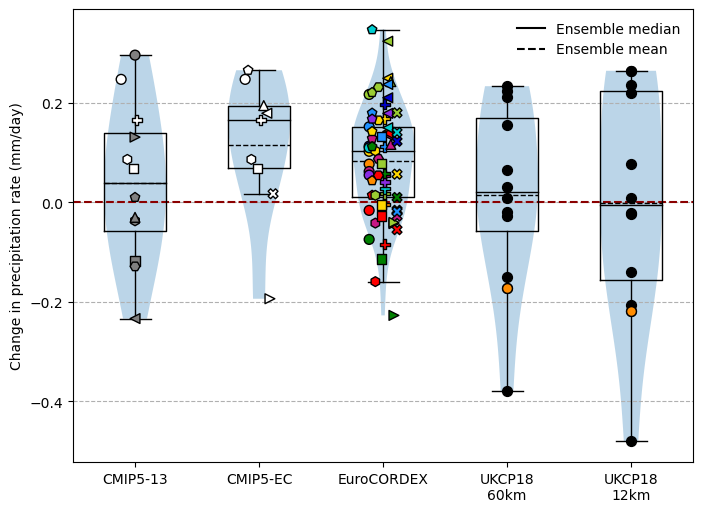 Ensemble median
Ensemble mean
Change in precipitation rate (mm/day)
0.2
0.0
−0.2
−0.4
CMIP5-13
CMIP5-EC
EuroCORDEX
UKCP18
60km
UKCP18
12km